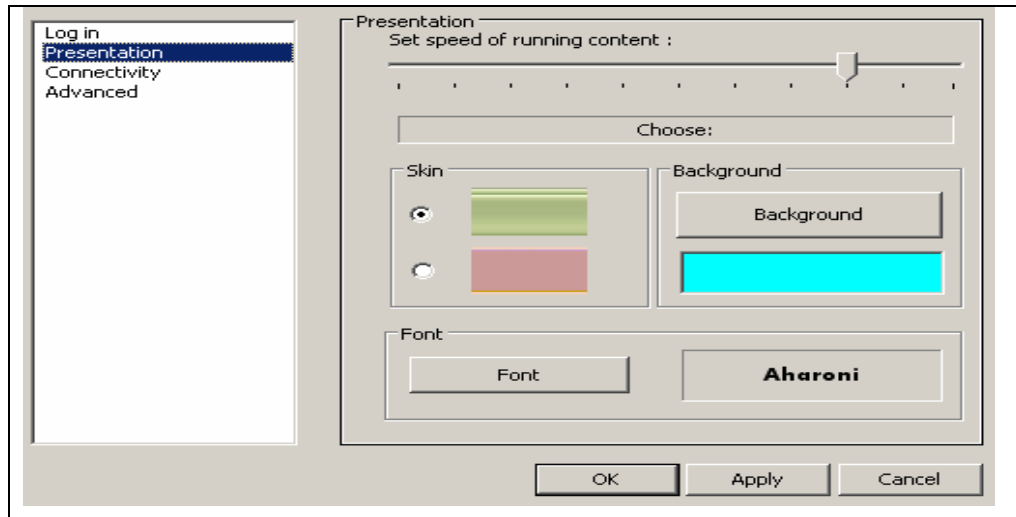 Log in
Presentation
Connectivity
Advanced
Presentation
Set speed of running content :
Choose:
Skin
Background
Background
Font
Font
Aharoni
OK
Apply
Cancel